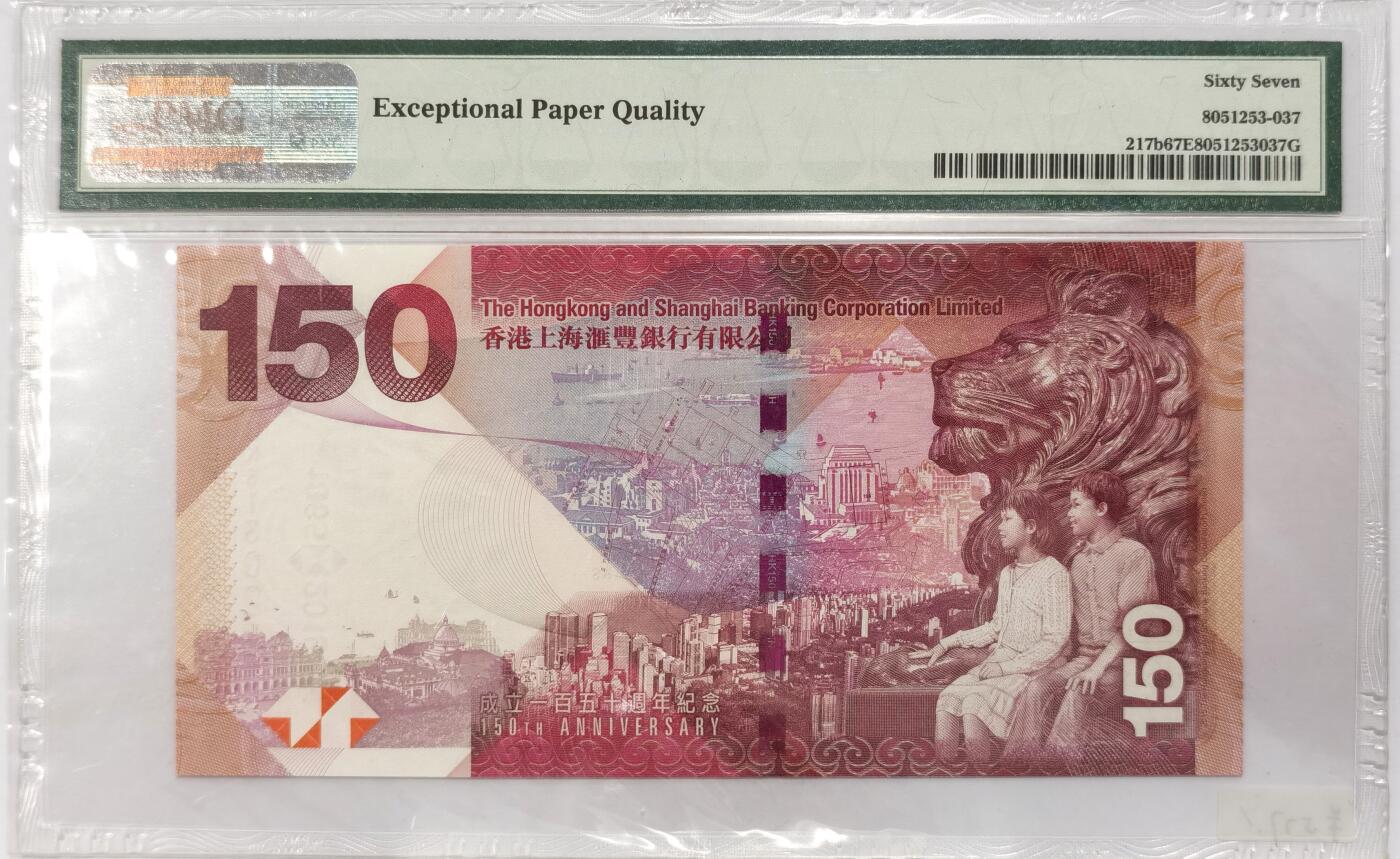 PMG
Exceptional Paper Quality
Sixty Seven
8051253-037
217b67E8051253037G
150
The Hongkong and Shanghai Banking Corporation Limited
香港上海滙豐銀行有限公司
成立一百五十週年紀念
150TH ANNIVERSARY
150